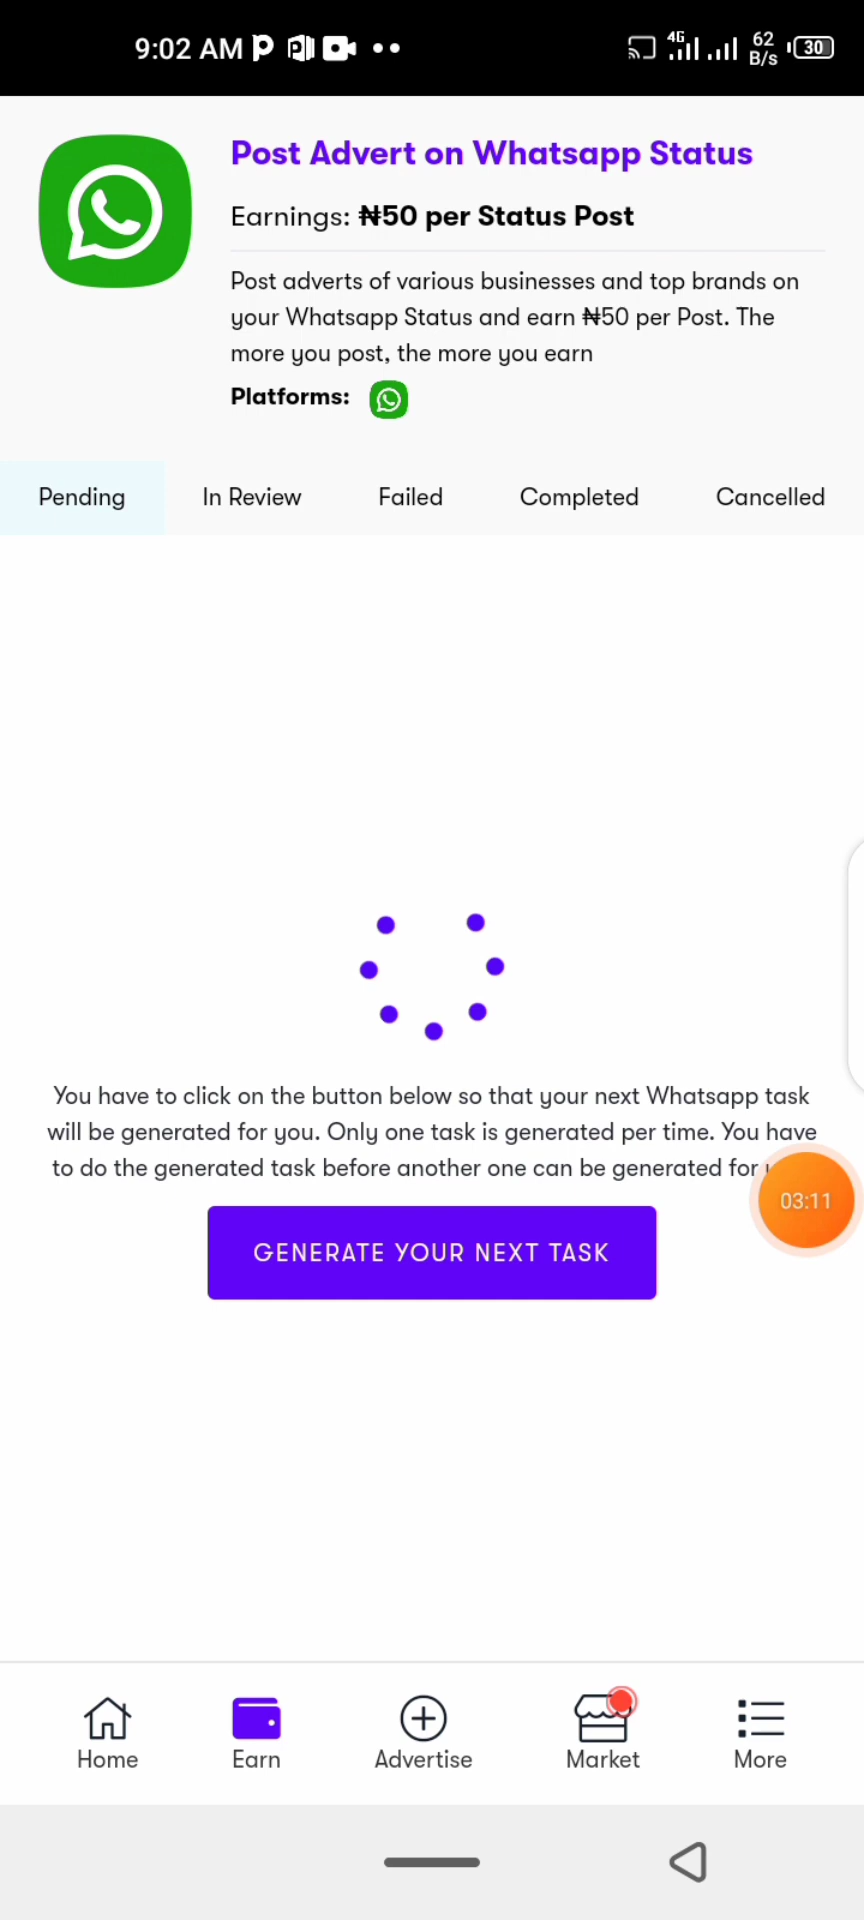 9:02 AM
4G
62
B/s
30
Post Advert on Whatsapp Status
Earnings: ₦50 per Status Post
Post adverts of various businesses and top brands on
your Whatsapp Status and earn ₦50 per Post. The
more you post, the more you earn
Platforms:
Pending In Review Failed Completed Cancelled
You have to click on the button below so that your next Whatsapp task
will be generated for you. Only one task is generated per time. You have
to do the generated task before another one can be generated for
03:11
GENERATE YOUR NEXT TASK
Home Earn Advertise Market More